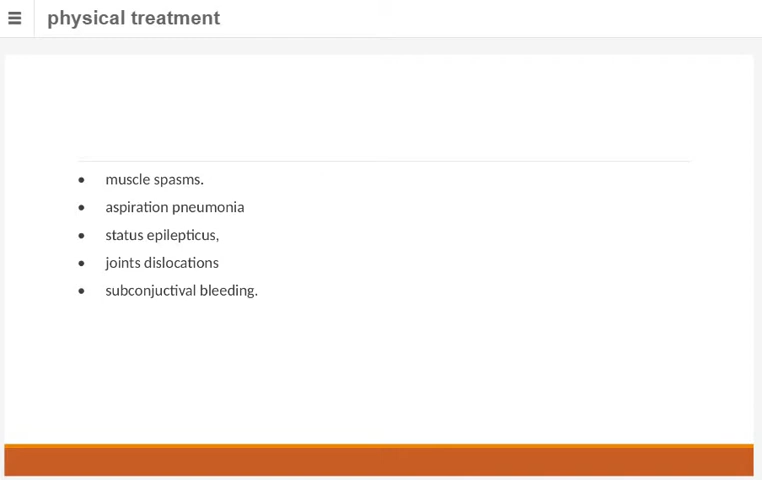 physical treatment
• muscle spasms.
• aspiration pneumonia
• status epilepticus,
• joints dislocations
• subconjuctival bleeding.